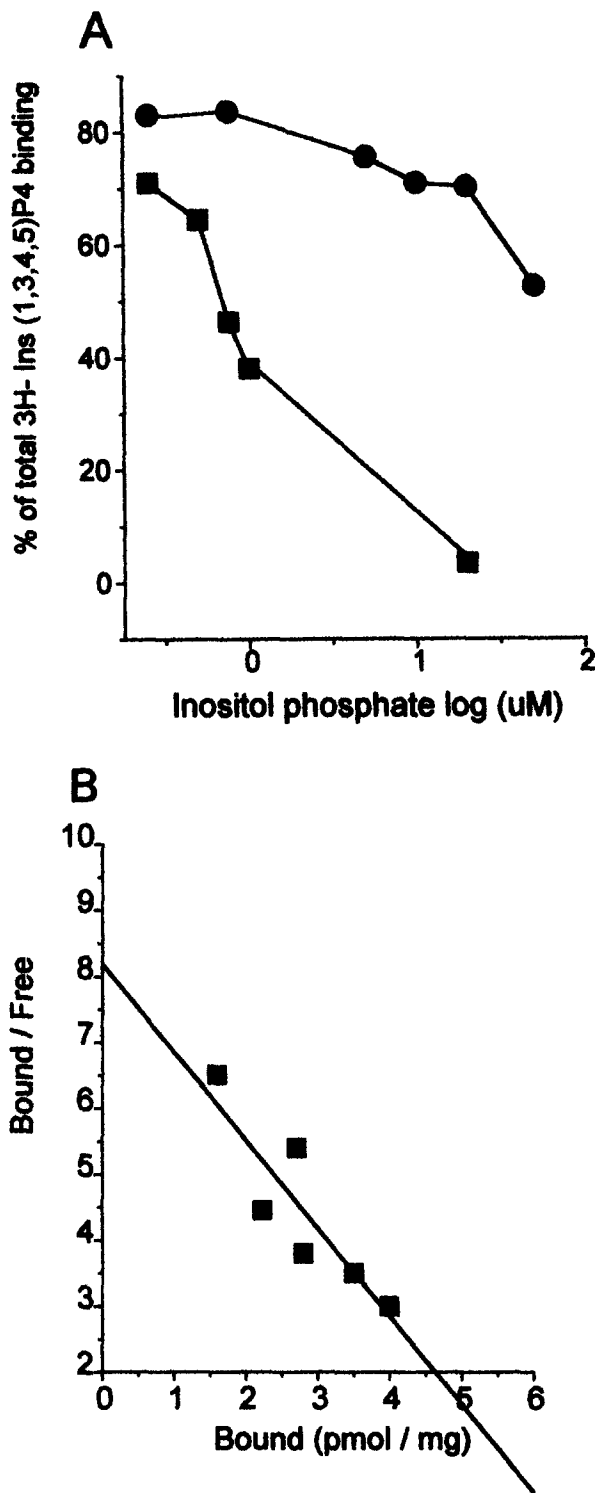 A
% of total 3H- Ins (1,3,4,5)P4 binding
80
60
40
20
0
0 1 2
Inositol phosphate log (uM)
B
Bound / Free
10
9
8
7
6
5
4
3
2
0 1 2 3 4 5 6
Bound (pmol / mg)